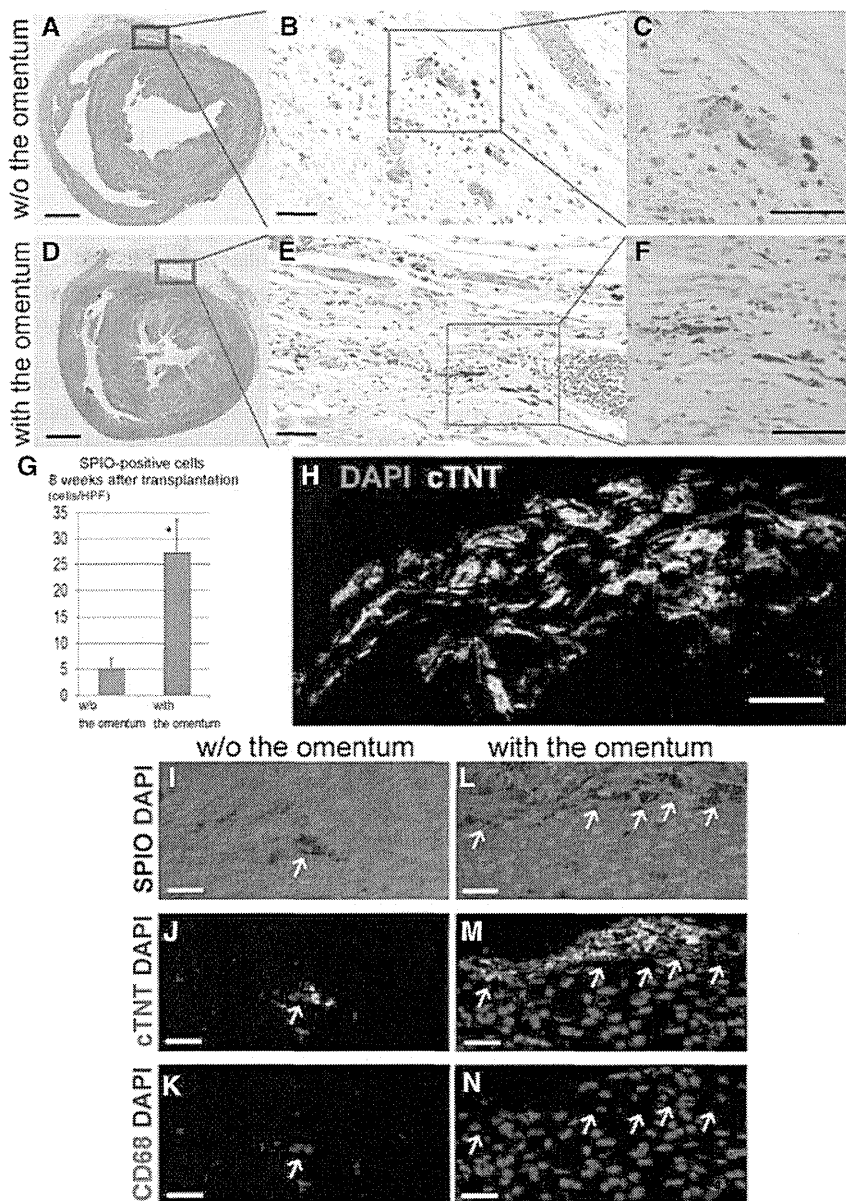 A
B
C
w/o the omentum
D
E
F
with the omentum
G
SPIO-positive cells
8 weeks after transplantation
(cells/HPF)
35
30
25
20
15
10
5
0
*
w/o
the omentum
with
the omentum
H DAPI cTNT
w/o the omentum
with the omentum
I
L
SPIO DAPI
J
M
cTNT DAPI
K
N
CD68 DAPI